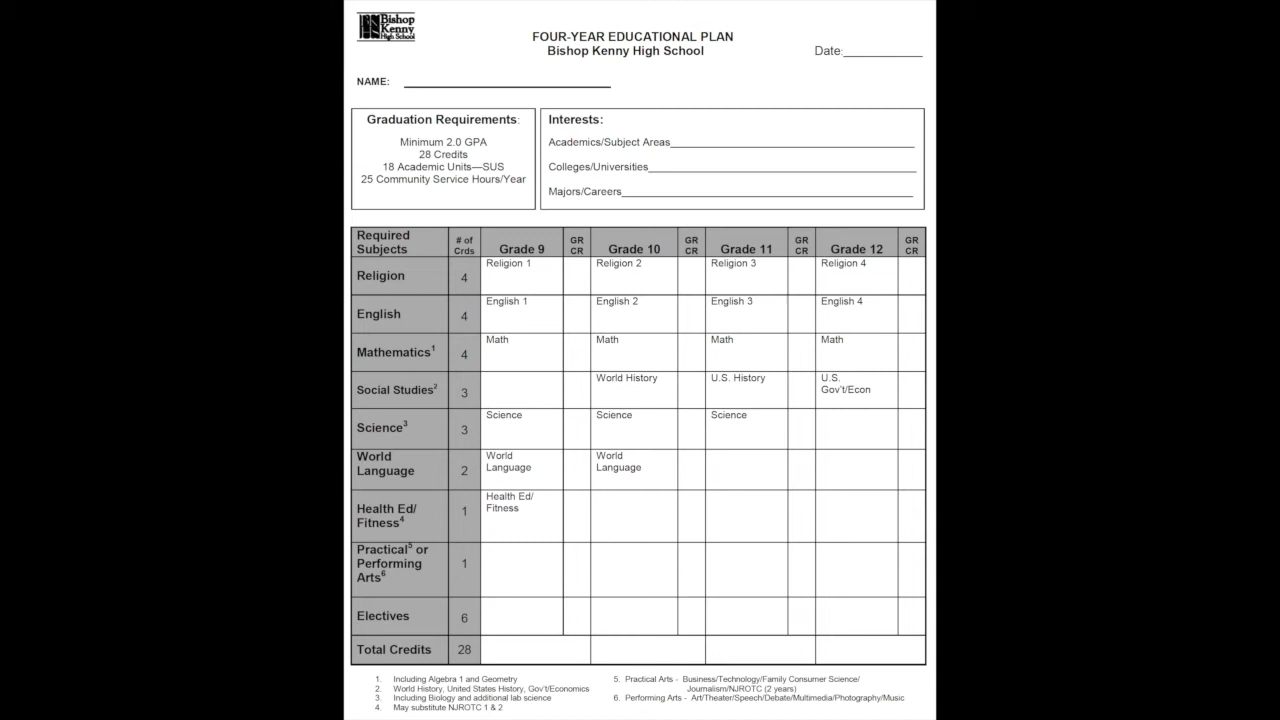 Bishop
Kenny
High School
FOUR-YEAR EDUCATIONAL PLAN
Bishop Kenny High School
Date:____________
NAME: ____________________
Graduation Requirements:
Minimum 2.0 GPA
28 Credits
18 Academic Units—SUS
25 Community Service Hours/Year
Interests:
Academics/Subject Areas____________________
Colleges/Universities____________________
Majors/Careers____________________
Required Subjects # of Crds Grade 9 GR CR Grade 10 GR CR Grade 11 GR CR Grade 12 GR CR
Religion 4 Religion 1 Religion 2 Religion 3 Religion 4
English 4 English 1 English 2 English 3 English 4
Mathematics1 4 Math Math Math Math
Social Studies2 3 World History U.S. History U.S. Gov't/Econ
Science3 3 Science Science Science
World Language 2 World Language World Language
Health Ed/ Fitness4 1 Health Ed/ Fitness
Practical5 or Performing Arts6 1
Electives 6
Total Credits 28
1. Including Algebra 1 and Geometry
2. World History, United States History, Gov't/Economics
3. Including Biology and additional lab science
4. May substitute NJROTC 1 & 2
5. Practical Arts - Business/Technology/Family Consumer Science/
Journalism/NJROTC (2 years)
6. Performing Arts - Art/Theater/Speech/Debate/Multimedia/Photography/Music